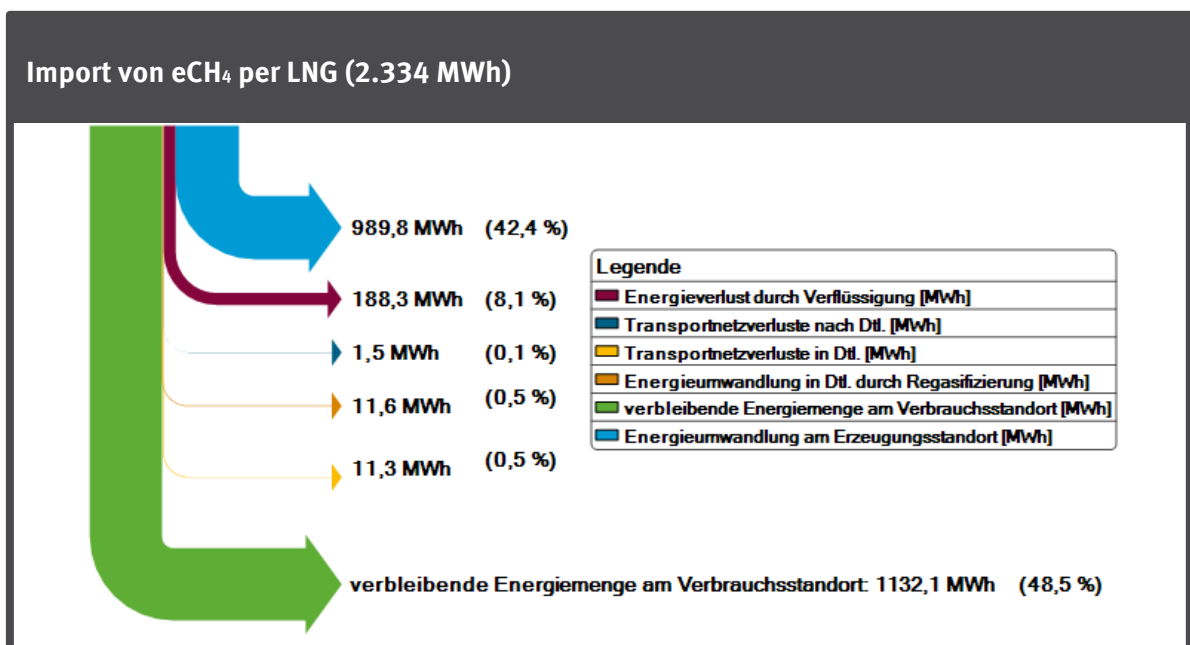 Import von eCH₄ per LNG (2.334 MWh)
989,8 MWh (42,4 %)
188,3 MWh (8,1 %)
1,5 MWh (0,1 %)
11,6 MWh (0,5 %)
11,3 MWh (0,5 %)
Legende
Energieverlust durch Verflüssigung [MWh]
Transportnetzverluste nach Dtl. [MWh]
Transportnetzverluste in Dtl. [MWh]
Energieumwandlung in Dtl. durch Regasifizierung [MWh]
verbleibende Energiemenge am Verbrauchsstandort [MWh]
Energieumwandlung am Erzeugungsstandort [MWh]
verbleibende Energiemenge am Verbrauchsstandort: 1132,1 MWh (48,5 %)